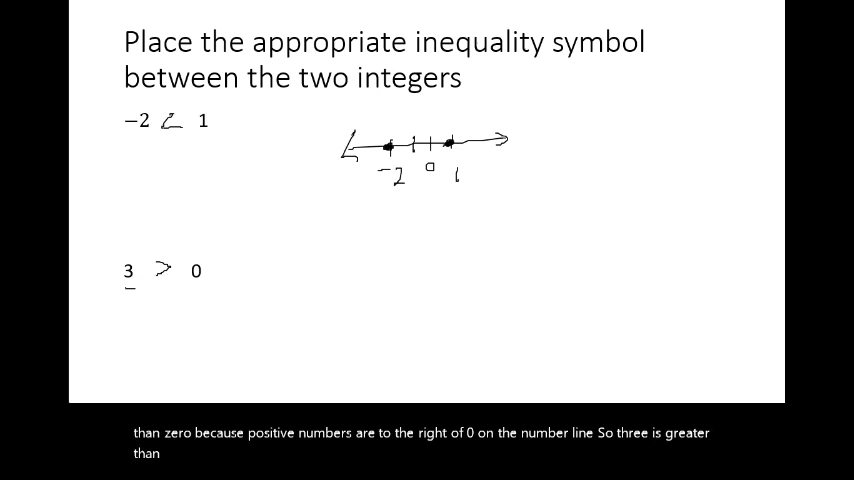 Place the appropriate inequality symbol
between the two integers
−2 < 1
−2 0 1
3 > 0
than zero because positive numbers are to the right of 0 on the number line So three is greater
than